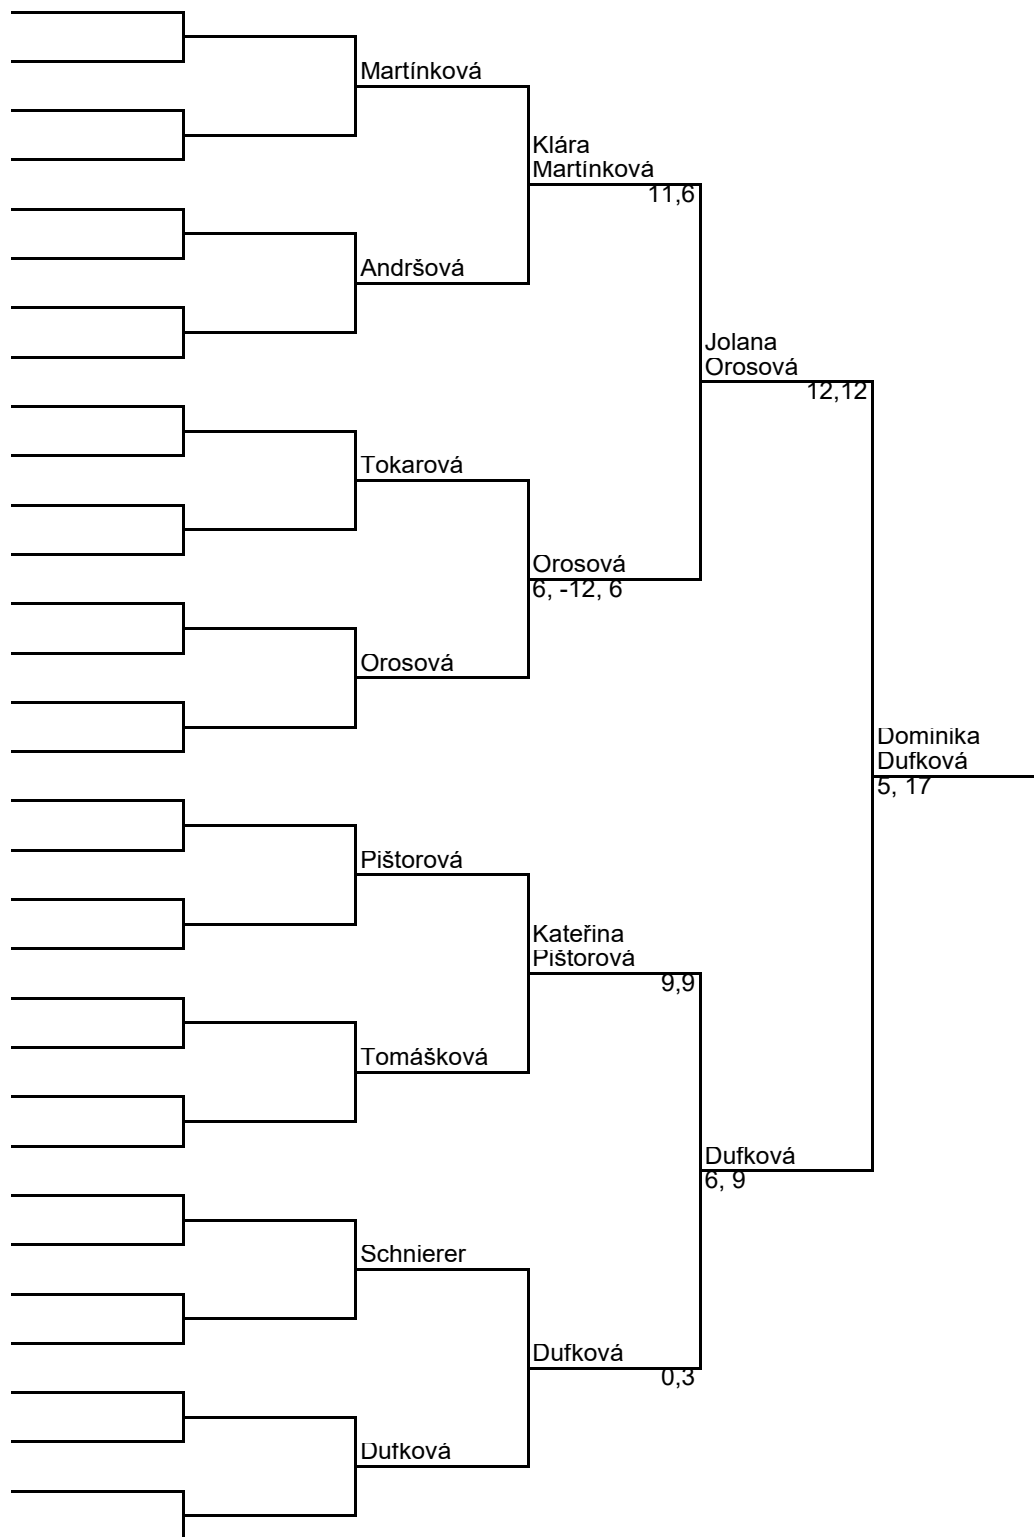 Martínková
Klára
Martínková
11,6
Andršová
Jolana
Orosová
12,12
Tokarová
Orosová
6, -12, 6
Orosová
Dominika
Dufková
5, 17
Pištorová
Kateřina
Pištorová
9,9
Tomášková
Dufková
6, 9
Schnierer
Dufková
0,3
Dufková